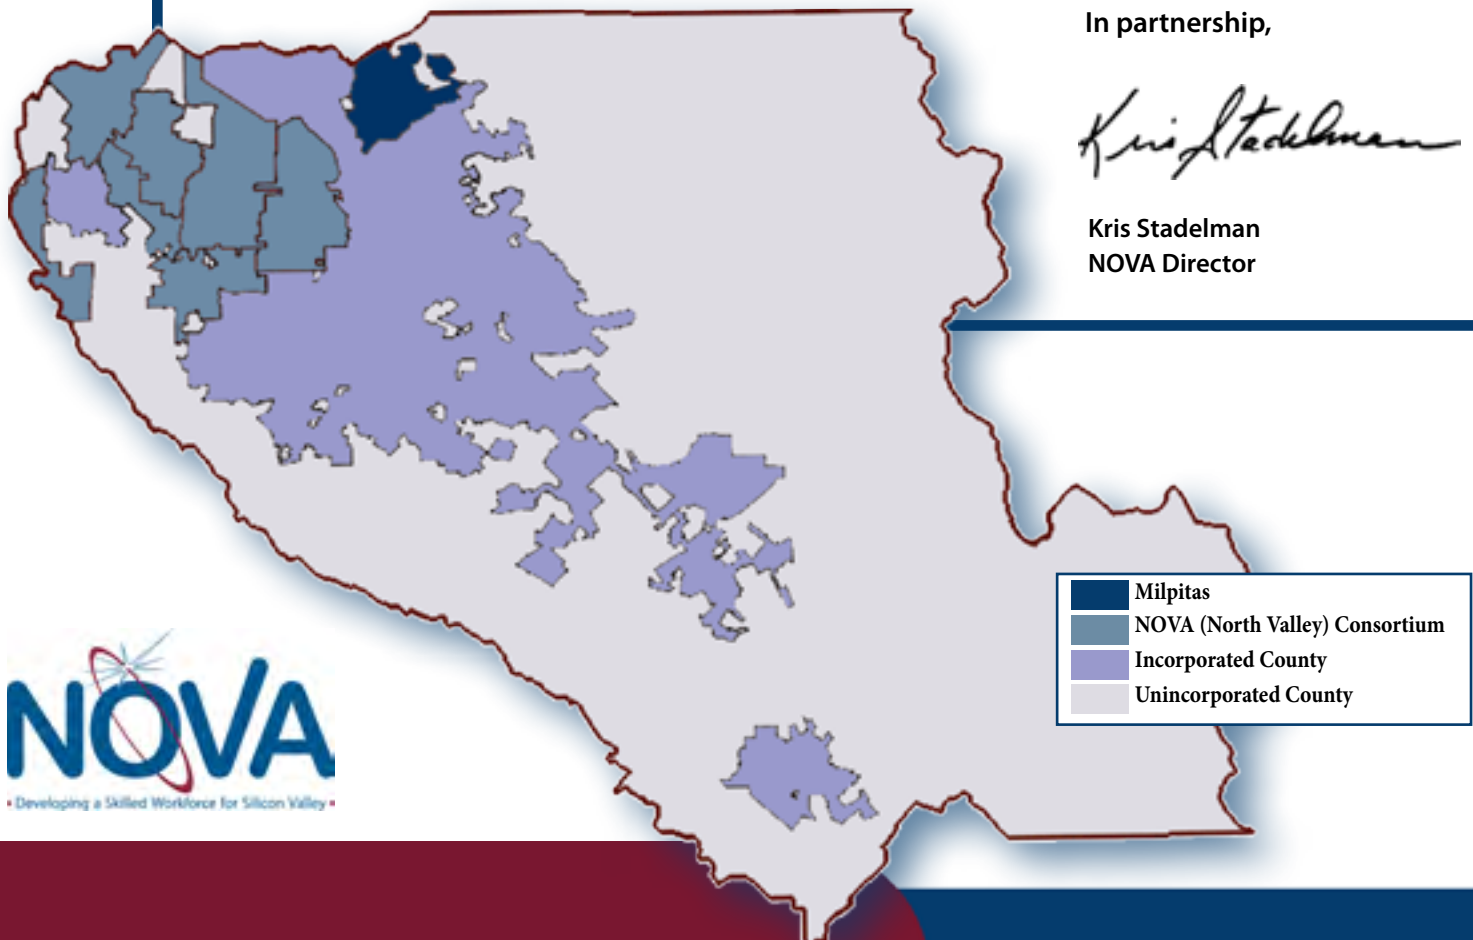 In partnership,
Kris Stadelman
Kris Stadelman
NOVA Director
Milpitas
NOVA (North Valley) Consortium
Incorporated County
Unincorporated County
NOVA
• Developing a Skilled Workforce for Silicon Valley •